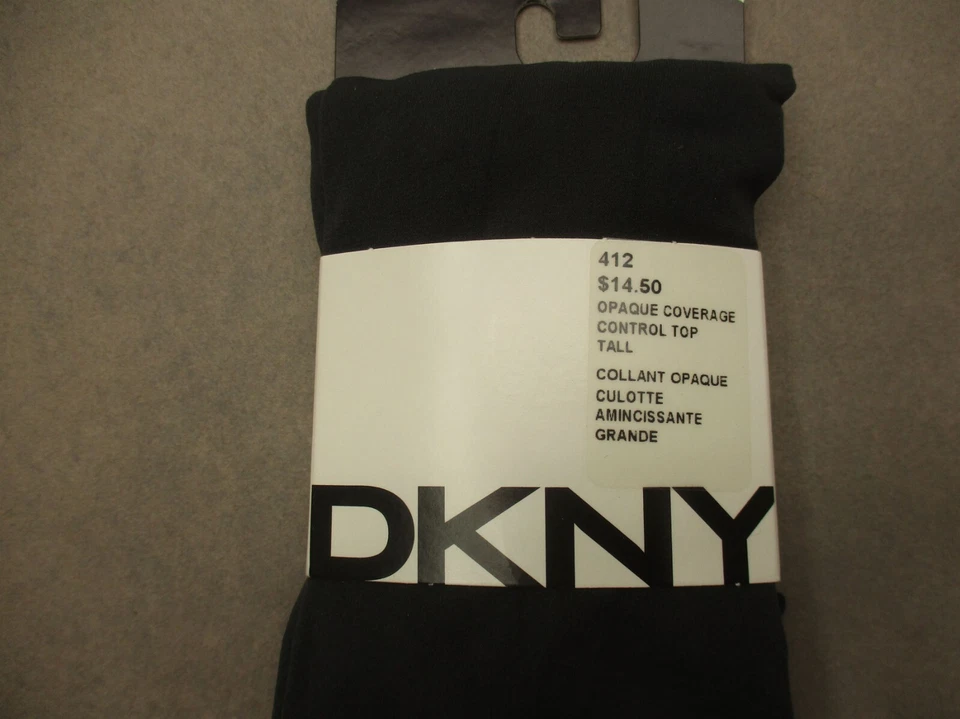 412
$14.50
OPAQUE COVERAGE
CONTROL TOP
TALL
COLLANT OPAQUE
CULOTTE
AMINCISSANTE
GRANDE
DKNY